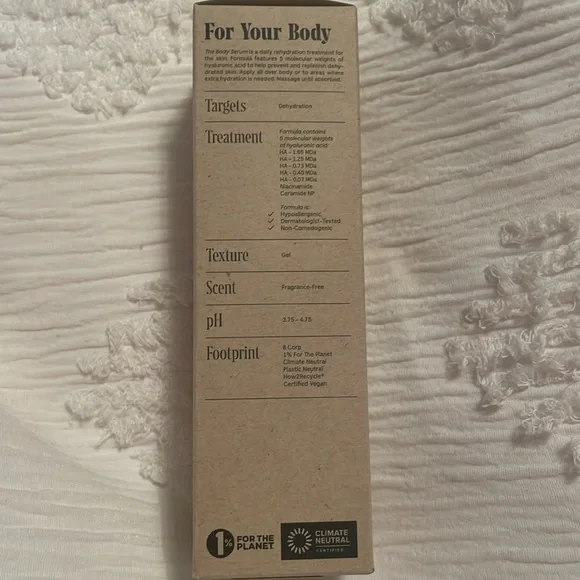 For Your Body
The Body Serum is a daily rehydration treatment for
the skin. Formula features 5 molecular weights of
hyaluronic acid to help prevent and replenish dehy-
drated skin. Apply all over body or to areas where
extra hydration is needed. Massage until absorbed.
Targets Dehydration
Treatment Formula contains
5 molecular weights
of hyaluronic acid:
HA - 1.65 MDa
HA - 1.25 MDa
HA - 0.73 MDa
HA - 0.40 MDa
HA - 0.07 MDa
Niacinamide
Ceramide NP
Formula is:
✓ Hypoallergenic
✓ Dermatologist-Tested
✓ Non-Comedogenic
Texture Gel
Scent Fragrance-Free
pH 3.75 - 4.75
Footprint B Corp
1% For The Planet
Climate Neutral
Plastic Neutral
How2Recycle®
Certified Vegan
1% FOR THE
PLANET
CLIMATE
NEUTRAL
CERTIFIED